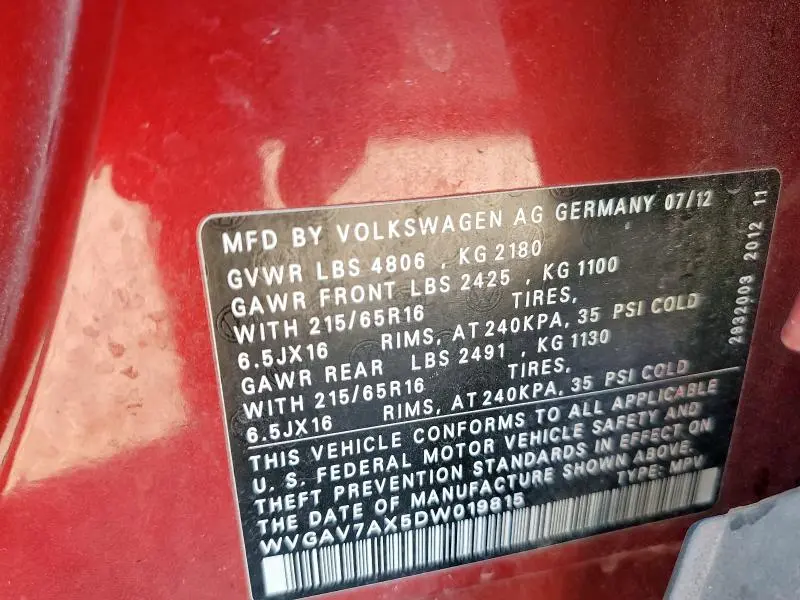 MFD BY VOLKSWAGEN AG GERMANY 07/12
GVWR LBS 4806 , KG 2180
GAWR FRONT LBS 2425 , KG 1100
WITH 215/65R16 TIRES,
6.5JX16 RIMS, AT 240KPA, 35 PSI COLD
GAWR REAR LBS 2491 , KG 1130
WITH 215/65R16 TIRES,
6.5JX16 RIMS, AT 240KPA, 35 PSI COLD
THIS VEHICLE CONFORMS TO ALL APPLICABLE
U. S. FEDERAL MOTOR VEHICLE SAFETY AND
THEFT PREVENTION STANDARDS IN EFFECT ON
THE DATE OF MANUFACTURE SHOWN ABOVE.
WVGAV7AX5DW019815 TYPE: MPV
2832003 2012 11